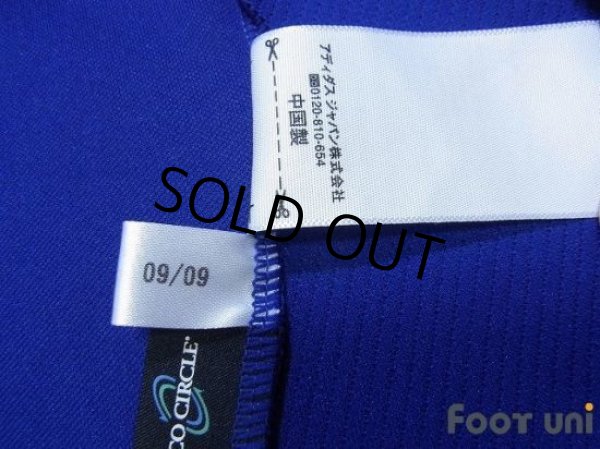 アディダス ジャパン株式会社
0120-810-654
中国製
SOLD OUT
09/09
CO CIRCLE
FOOT UNI